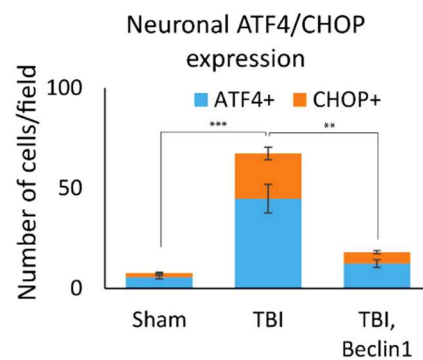 Neuronal ATF4/CHOP
expression
Number of cells/field
100
50
0
ATF4+ CHOP+
*** **
Sham TBI TBI,
Beclin1